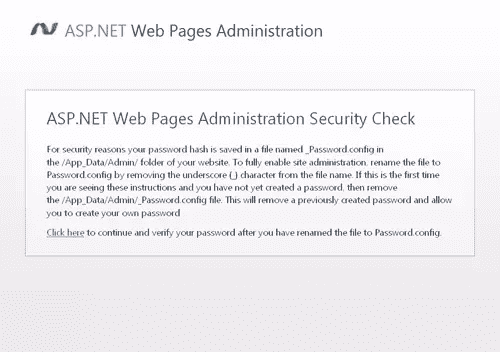 ASP.NET Web Pages Administration
ASP.NET Web Pages Administration Security Check
For security reasons your password hash is saved in a file named _Password.config in
the /App_Data/Admin/ folder of your website. To fully enable site administration, rename the file to
Password.config by removing the underscore (_) character from the file name. If this is the first time
you are seeing these instructions and you have not yet created a password, then remove
the /App_Data/Admin/_Password.config file. This will remove a previously created password and allow
you to create your own password
Click here to continue and verify your password after you have renamed the file to Password.config.